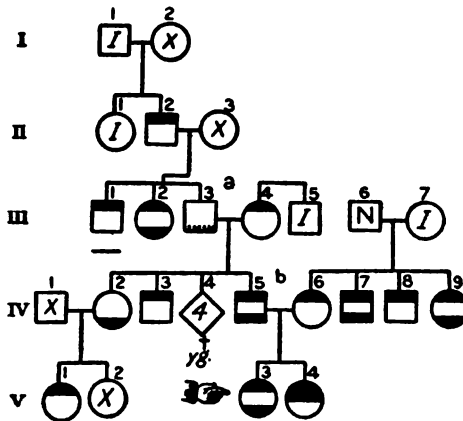 1 2
I I X
1 2 3
II I X
1 2 3 a 4 5 6 7
III I N I
1 2 3 4 5 b 6 7 8 9
IV X 4
yg.
1 2 3 4
V X